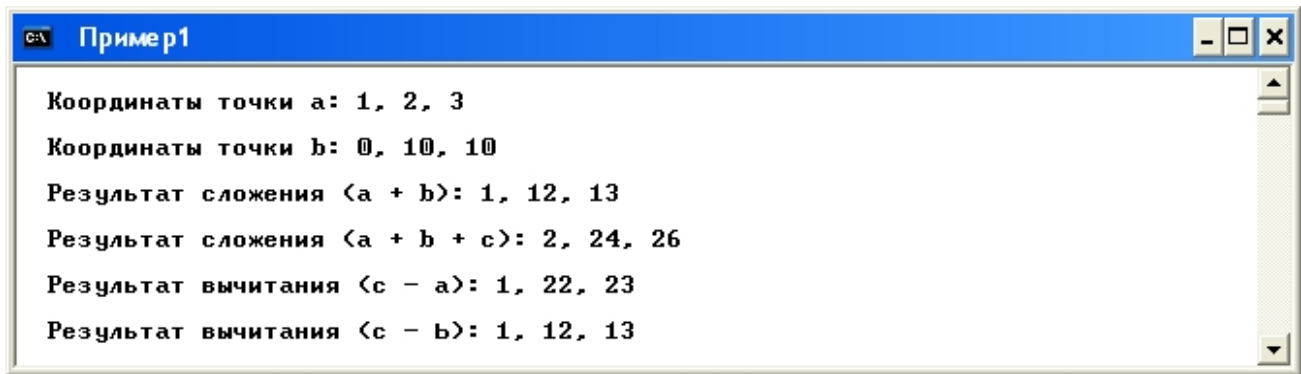 Пример1
Координаты точки a: 1, 2, 3
Координаты точки b: 0, 10, 10
Результат сложения (a + b): 1, 12, 13
Результат сложения (a + b + c): 2, 24, 26
Результат вычитания (c - a): 1, 22, 23
Результат вычитания (c - ь): 1, 12, 13